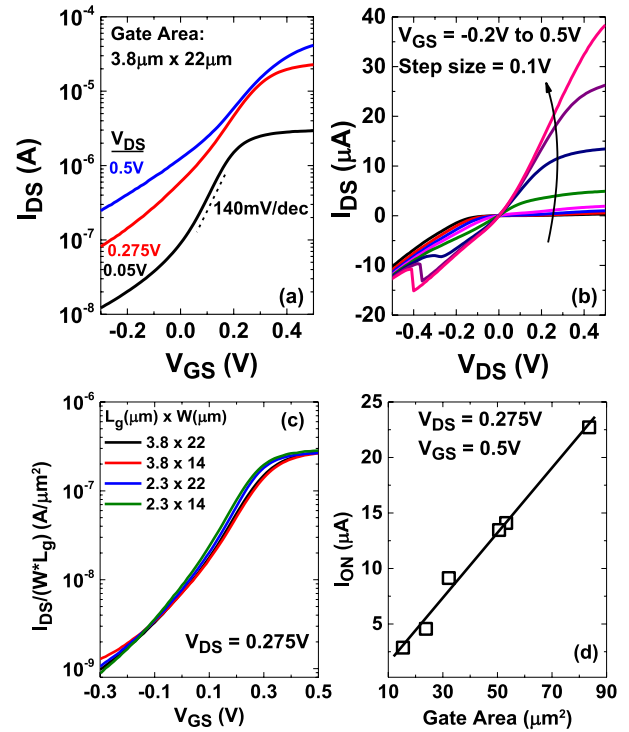 Gate Area:
3.8μm x 22μm
V_DS
0.5V
0.275V
0.05V
140mV/dec
(a)
10⁻⁴
10⁻⁵
10⁻⁶
10⁻⁷
10⁻⁸
I_DS (A)
-0.2 0.0 0.2 0.4
V_GS (V)
V_GS = -0.2V to 0.5V
Step size = 0.1V
(b)
40
30
20
10
0
-10
-20
I_DS (μA)
-0.4 -0.2 0.0 0.2 0.4
V_DS (V)
L_g(μm) x W(μm)
3.8 x 22
3.8 x 14
2.3 x 22
2.3 x 14
(c)
V_DS = 0.275V
10⁻⁶
10⁻⁷
10⁻⁸
10⁻⁹
I_DS/(W*L_g) (A/μm²)
-0.3 -0.1 0.1 0.3 0.5
V_GS (V)
V_DS = 0.275V
V_GS = 0.5V
(d)
25
20
15
10
5
I_ON (μA)
10 30 50 70 90
Gate Area (μm²)